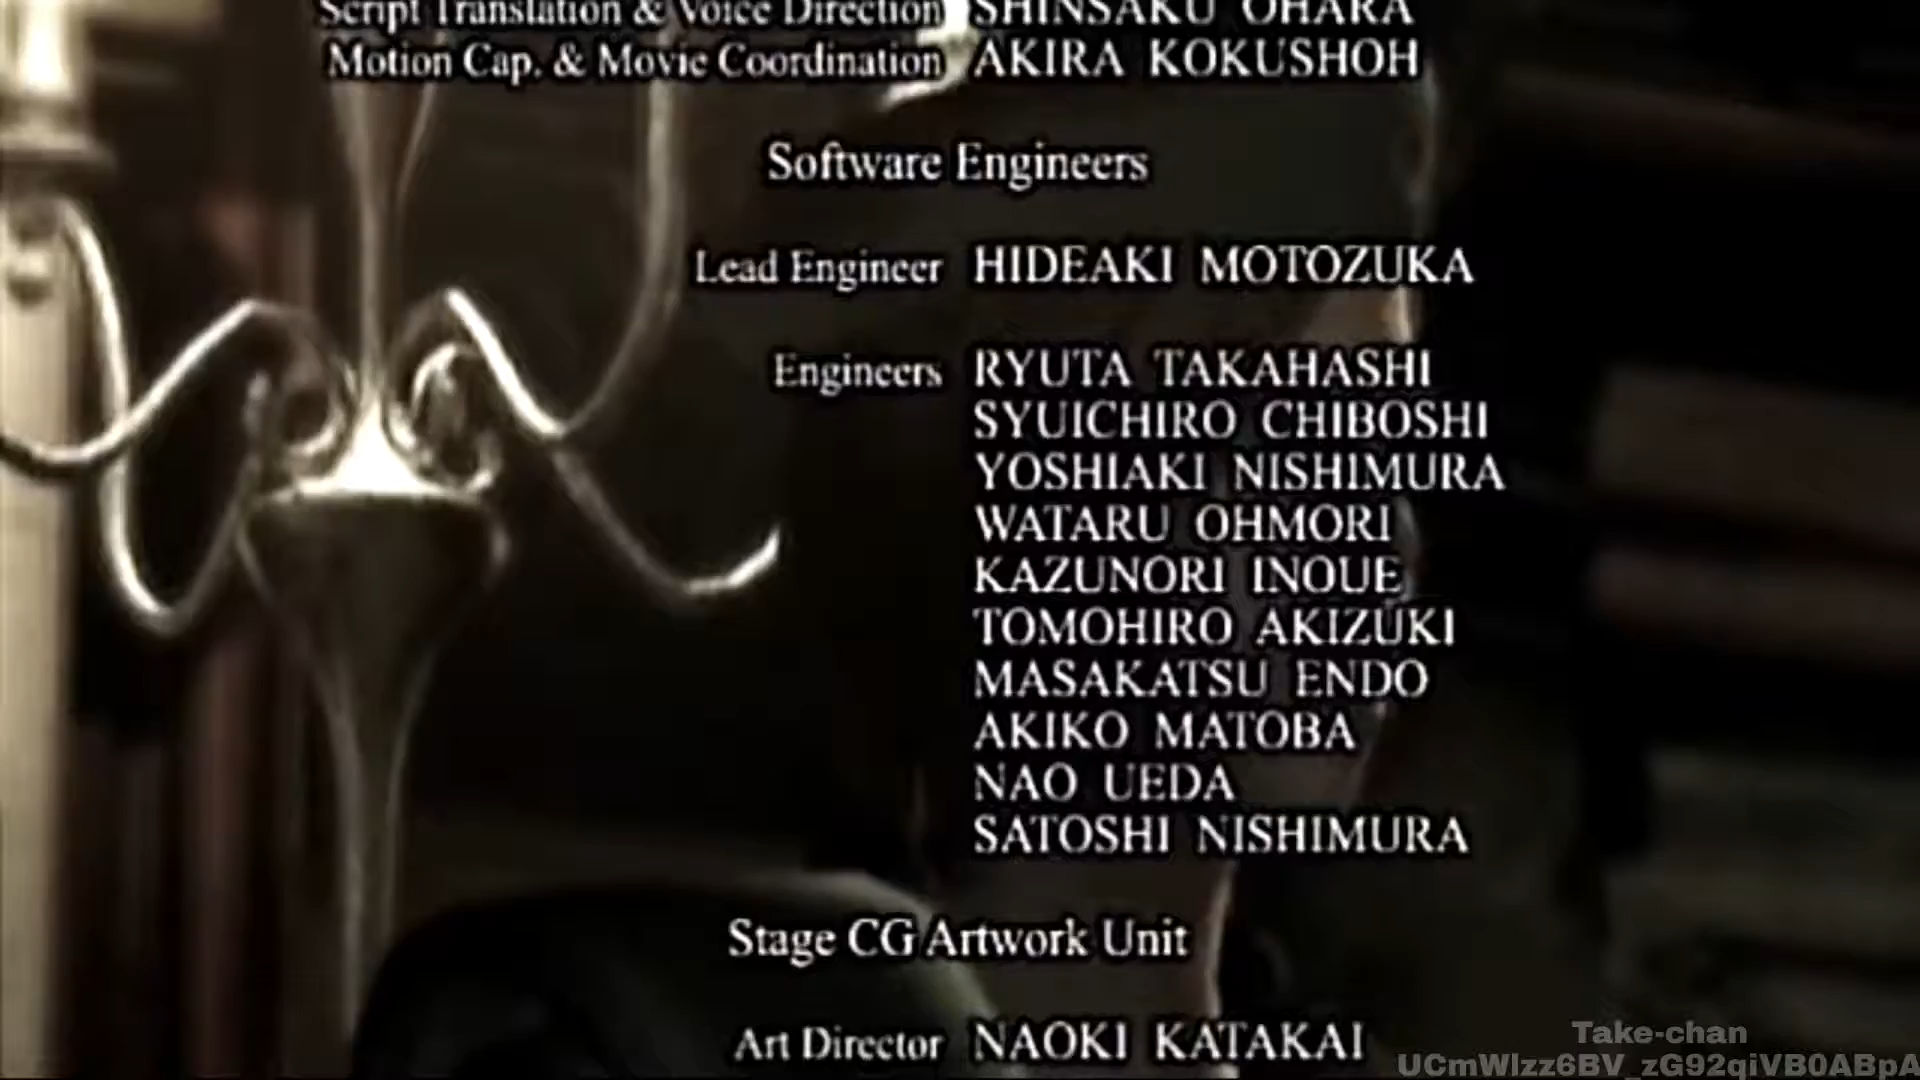 Script Translation & Voice Direction SHINSAKU OHARA
Motion Cap. & Movie Coordination AKIRA KOKUSHOH
Software Engineers
Lead Engineer HIDEAKI MOTOZUKA
Engineers RYUTA TAKAHASHI
SYUICHIRO CHIBOSHI
YOSHIAKI NISHIMURA
WATARU OHMORI
KAZUNORI INOUE
TOMOHIRO AKIZUKI
MASAKATSU ENDO
AKIKO MATOBA
NAO UEDA
SATOSHI NISHIMURA
Stage CG Artwork Unit
Art Director NAOKI KATAKAI
Take-chan
UCmWlzz6BV_zG92qiVB0ABpA